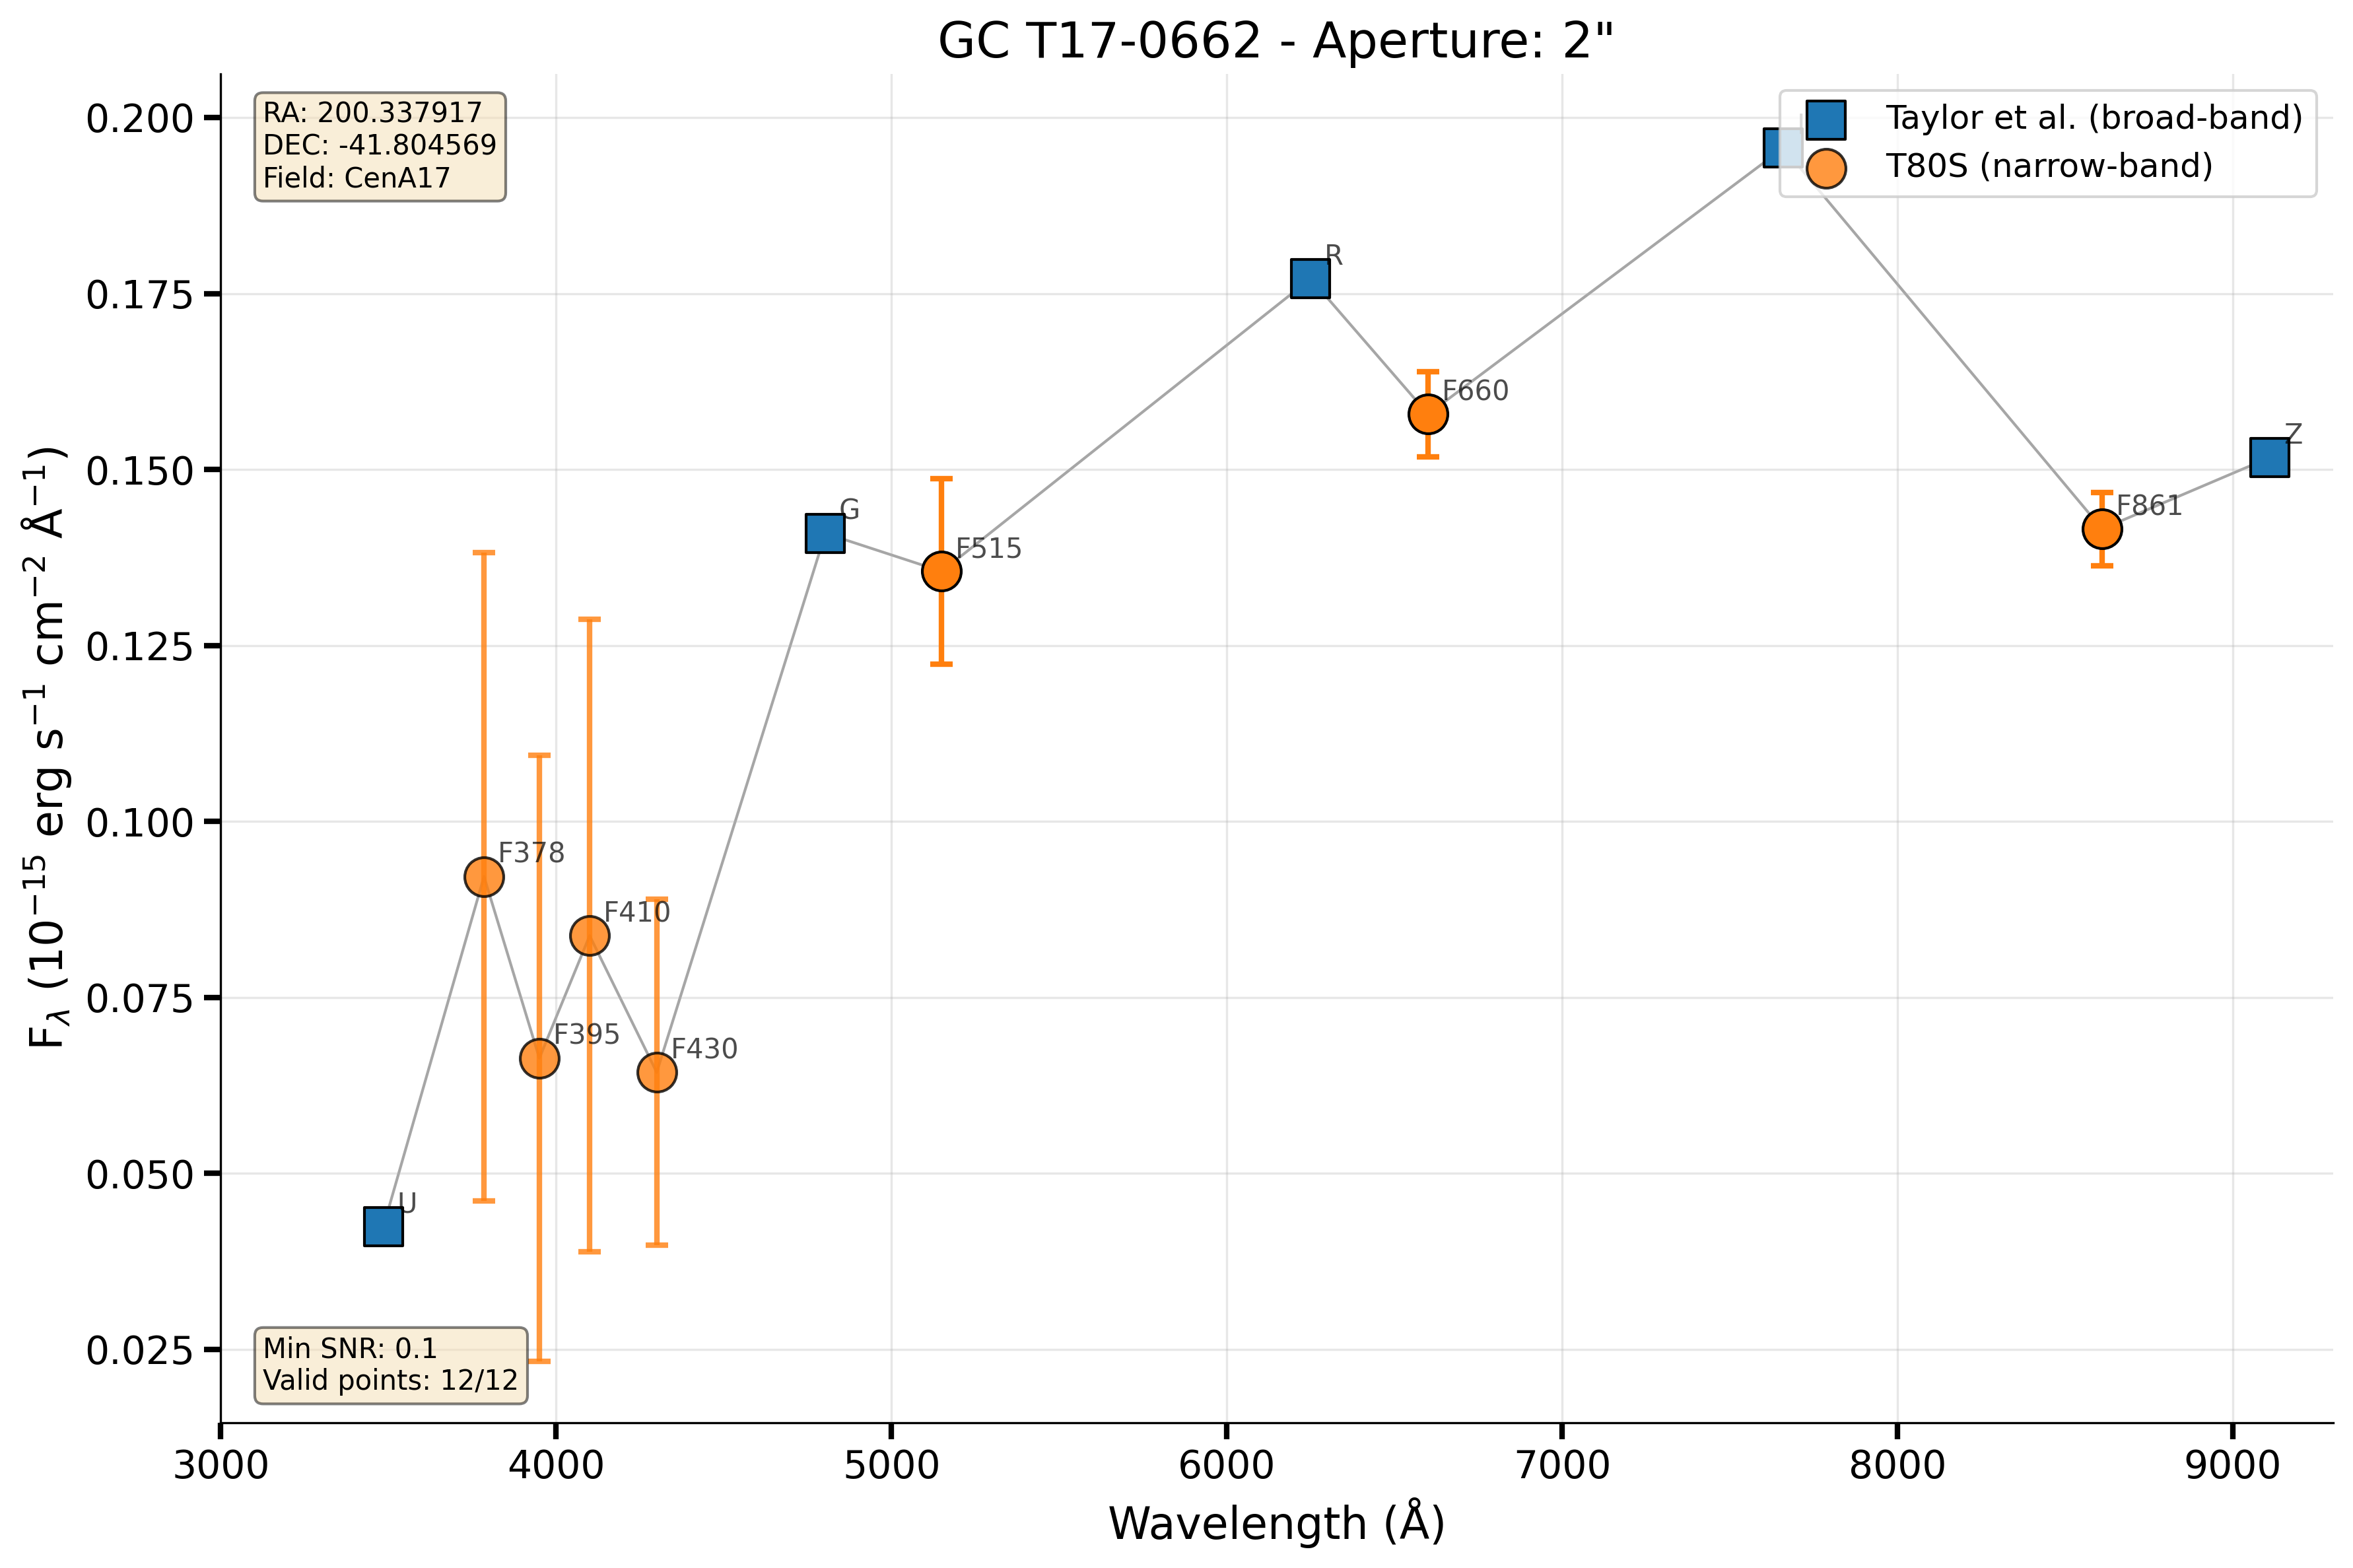 GC T17-0662 - Aperture: 2"
RA: 200.337917
DEC: -41.804569
Field: CenA17
Taylor et al. (broad-band)
T80S (narrow-band)
0.200
0.175
0.150
0.125
0.100
0.075
0.050
0.025
F_λ (10⁻¹⁵ erg s⁻¹ cm⁻² Å⁻¹)
U
F378
F395
F410
F430
G
F515
R
F660
F861
Z
Min SNR: 0.1
Valid points: 12/12
3000 4000 5000 6000 7000 8000 9000
Wavelength (Å)